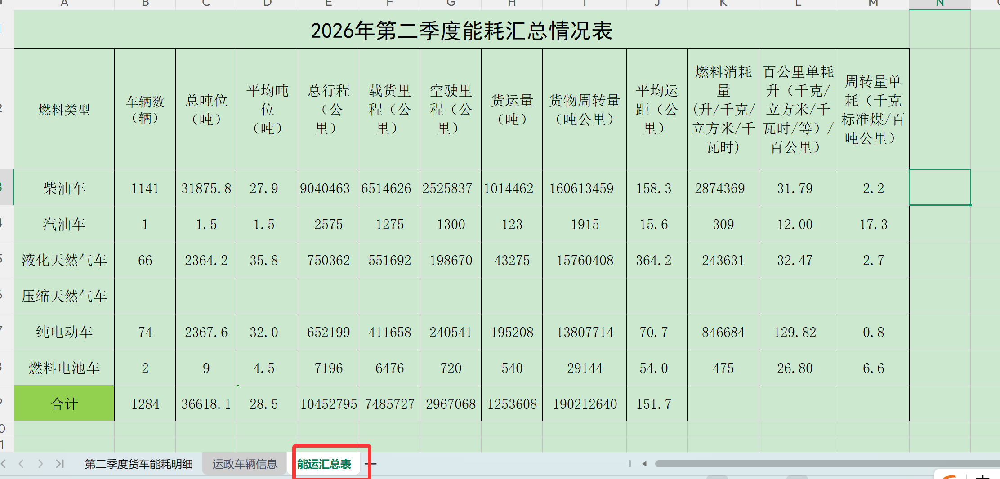 A B C D E F G H I J K L M N
2026年第二季度能耗汇总情况表
燃料类型 车辆数（辆） 总吨位（吨） 平均吨位（吨） 总行程（公里） 载货里程（公里） 空驶里程（公里） 货运量（吨） 货物周转量（吨公里） 平均运距（公里） 燃料消耗量(升/千克/立方米/千瓦时) 百公里单耗升（千克/立方米/千瓦时/等）/百公里） 周转量单耗（千克标准煤/百吨公里）
柴油车 1141 31875.8 27.9 9040463 6514626 2525837 1014462 160613459 158.3 2874369 31.79 2.2
汽油车 1 1.5 1.5 2575 1275 1300 123 1915 15.6 309 12.00 17.3
液化天然气车 66 2364.2 35.8 750362 551692 198670 43275 15760408 364.2 243631 32.47 2.7
压缩天然气车
纯电动车 74 2367.6 32.0 652199 411658 240541 195208 13807714 70.7 846684 129.82 0.8
燃料电池车 2 9 4.5 7196 6476 720 540 29144 54.0 475 26.80 6.6
合计 1284 36618.1 28.5 10452795 7485727 2967068 1253608 190212640 151.7
第二季度货车能耗明细 运政车辆信息 能运汇总表